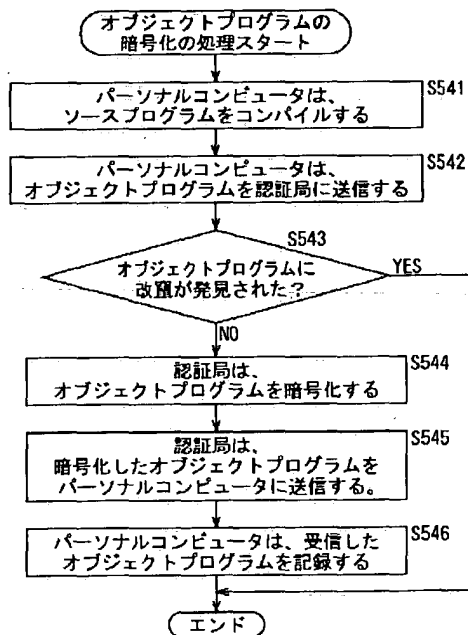 オブジェクトプログラムの
暗号化の処理スタート
S541
パーソナルコンピュータは、
ソースプログラムをコンパイルする
S542
パーソナルコンピュータは、
オブジェクトプログラムを認証局に送信する
S543
オブジェクトプログラムに
改竄が発見された?
YES
NO
S544
認証局は、
オブジェクトプログラムを暗号化する
S545
認証局は、
暗号化したオブジェクトプログラムを
パーソナルコンピュータに送信する。
S546
パーソナルコンピュータは、受信した
オブジェクトプログラムを記録する
エンド